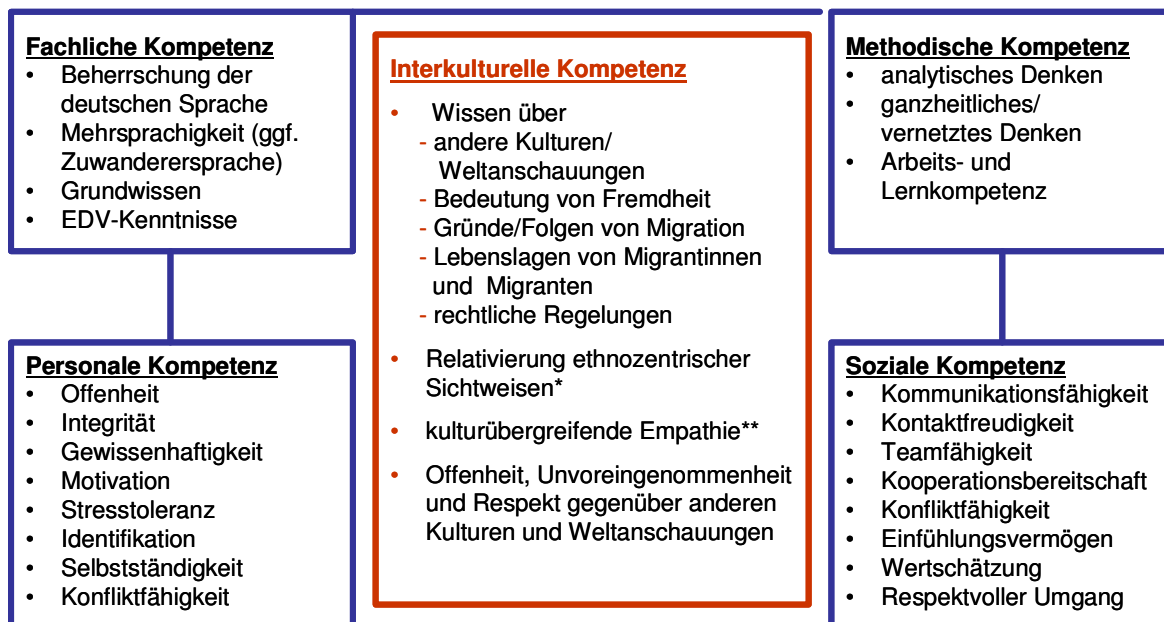 Fachliche Kompetenz
• Beherrschung der
deutschen Sprache
• Mehrsprachigkeit (ggf.
Zuwanderersprache)
• Grundwissen
• EDV-Kenntnisse
Personale Kompetenz
• Offenheit
• Integrität
• Gewissenhaftigkeit
• Motivation
• Stresstoleranz
• Identifikation
• Selbstständigkeit
• Konfliktfähigkeit
Interkulturelle Kompetenz
• Wissen über
- andere Kulturen/
Weltanschauungen
- Bedeutung von Fremdheit
- Gründe/Folgen von Migration
- Lebenslagen von Migrantinnen
und Migranten
- rechtliche Regelungen
• Relativierung ethnozentrischer
Sichtweisen*
• kulturübergreifende Empathie**
• Offenheit, Unvoreingenommenheit
und Respekt gegenüber anderen
Kulturen und Weltanschauungen
Methodische Kompetenz
• analytisches Denken
• ganzheitliches/
vernetztes Denken
• Arbeits- und
Lernkompetenz
Soziale Kompetenz
• Kommunikationsfähigkeit
• Kontaktfreudigkeit
• Teamfähigkeit
• Kooperationsbereitschaft
• Konfliktfähigkeit
• Einfühlungsvermögen
• Wertschätzung
• Respektvoller Umgang